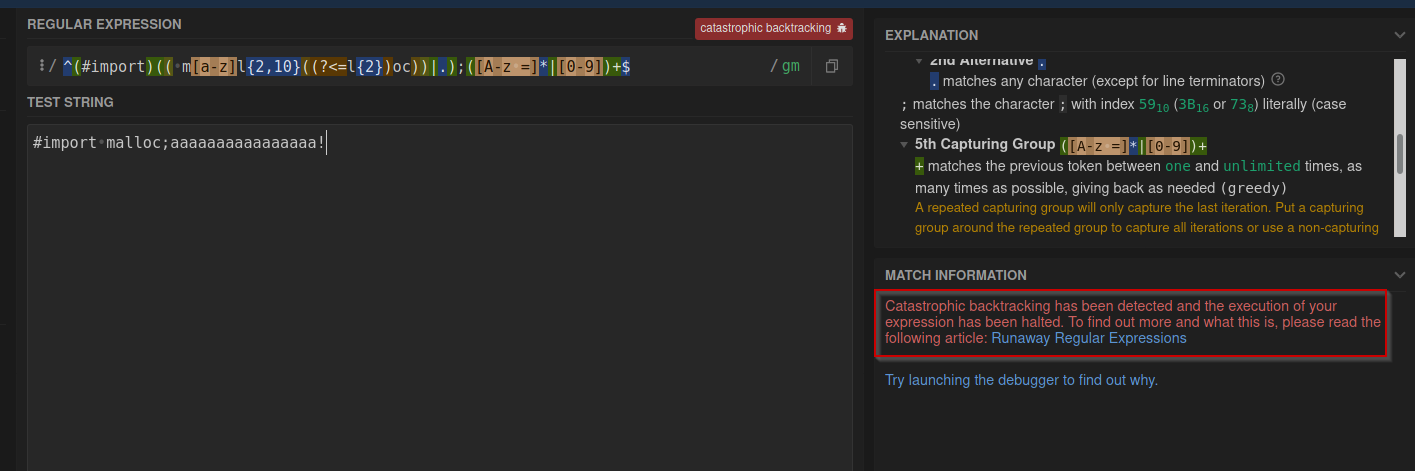 REGULAR EXPRESSION
catastrophic backtracking
/ ^(#import)(( m[a-z]l{2,10}((?<=l{2})oc))|.);([A-z =]*|[0-9])+$
/ gm
TEST STRING
#import·malloc;aaaaaaaaaaaaaaaa!
EXPLANATION
2nd Alternative .
. matches any character (except for line terminators)
; matches the character ; with index 59₁₀ (3B₁₆ or 73₈) literally (case
sensitive)
5th Capturing Group ([A-z =]*|[0-9])+
+ matches the previous token between one and unlimited times, as
many times as possible, giving back as needed (greedy)
A repeated capturing group will only capture the last iteration. Put a capturing
group around the repeated group to capture all iterations or use a non-capturing
MATCH INFORMATION
Catastrophic backtracking has been detected and the execution of your
expression has been halted. To find out more and what this is, please read the
following article: Runaway Regular Expressions
Try launching the debugger to find out why.